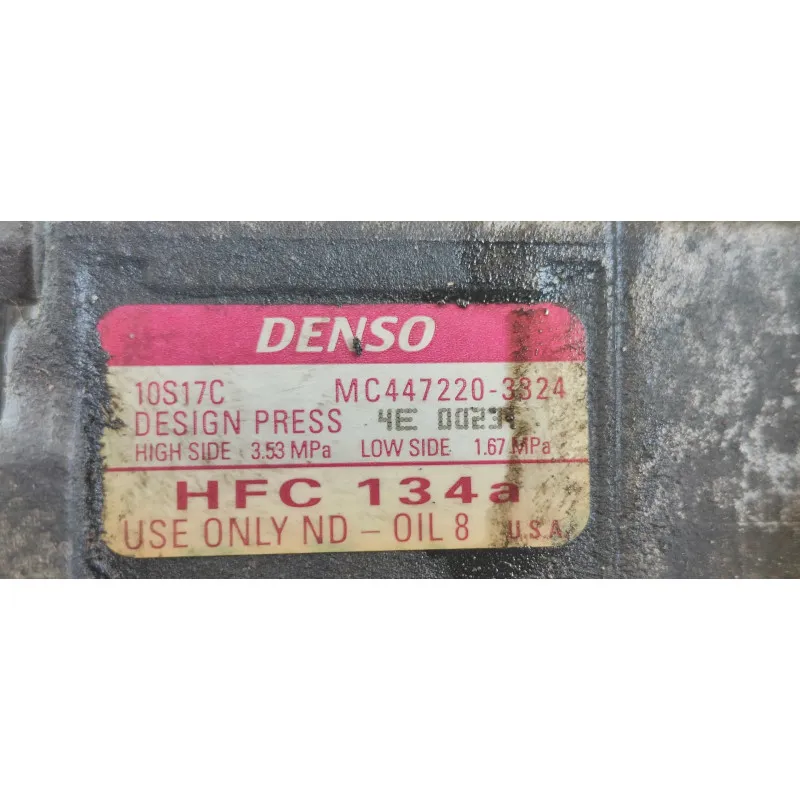 DENSO
10S17C MC447220-3324
DESIGN PRESS 4E
HIGH SIDE 3.53 MPa LOW SIDE 1.67 MPa
HFC 134a
USE ONLY ND - OIL 8 U.S.A.